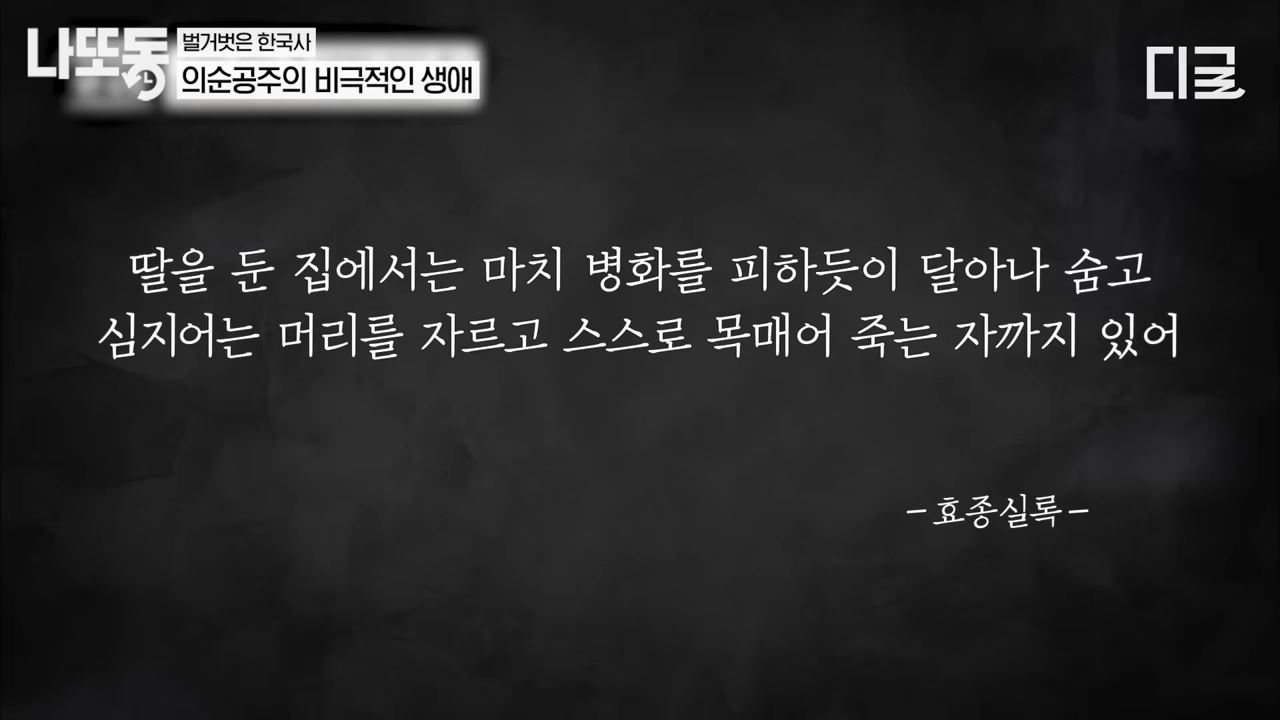 나또동
벌거벗은 한국사
의순공주의 비극적인 생애
디글
딸을 둔 집에서는 마치 병화를 피하듯이 달아나 숨고
심지어는 머리를 자르고 스스로 목매어 죽는 자까지 있어
-효종실록-